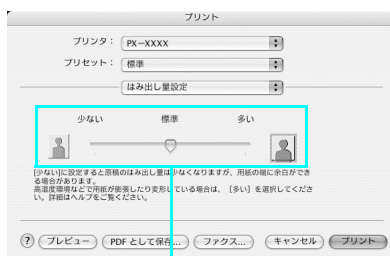 プリント
プリンタ： PX-XXXX
プリセット： 標準
はみ出し量設定
少ない 標準 多い
[少ない]に設定すると原稿のはみ出し量は少なくなりますが、用紙の端に余白ができ
る場合があります。
高湿度環境などで用紙が膨張したり変形している場合は、［多い］を選択してくださ
い。詳細はヘルプをご覧ください。
? プレビュー PDF として保存... ファクス... キャンセル プリント